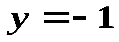 y = - 1